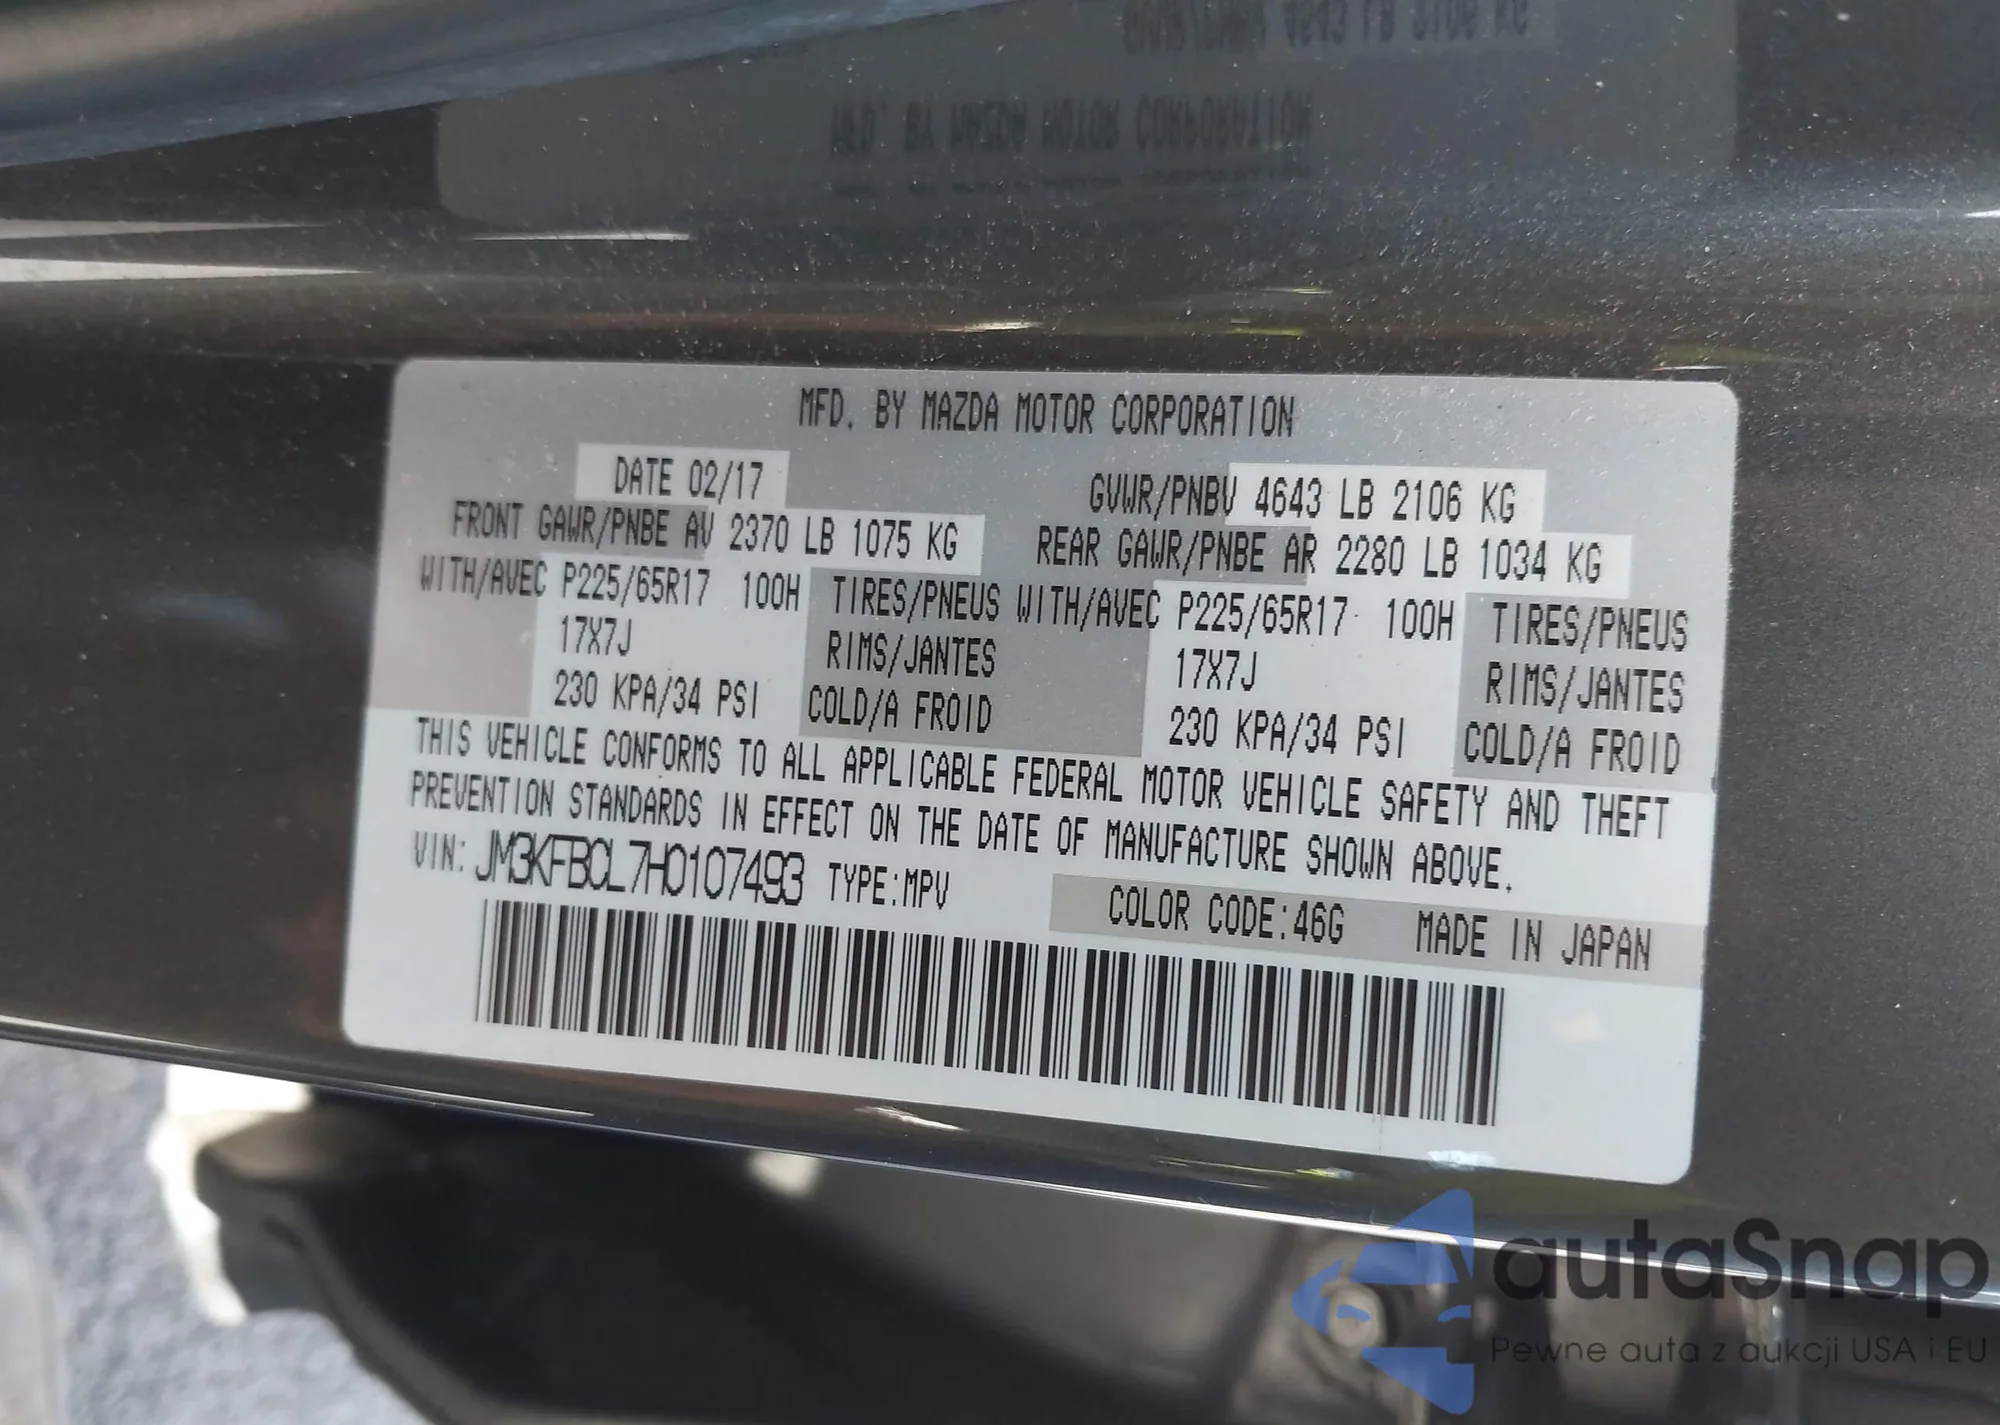 MFD. BY MAZDA MOTOR CORPORATION
DATE 02/17
GVWR/PNBV 4643 LB 2106 KG
FRONT GAWR/PNBE AV 2370 LB 1075 KG
REAR GAWR/PNBE AR 2280 LB 1034 KG
WITH/AVEC P225/65R17 100H TIRES/PNEUS WITH/AVEC P225/65R17 100H TIRES/PNEUS
17X7J RIMS/JANTES 17X7J RIMS/JANTES
230 KPA/34 PSI COLD/A FROID 230 KPA/34 PSI COLD/A FROID
THIS VEHICLE CONFORMS TO ALL APPLICABLE FEDERAL MOTOR VEHICLE SAFETY AND THEFT
PREVENTION STANDARDS IN EFFECT ON THE DATE OF MANUFACTURE SHOWN ABOVE.
VIN: JM3KFBCL7H0107493 TYPE:MPV
COLOR CODE:46G MADE IN JAPAN
autaSnap
Pewne auta z aukcji USA i EU